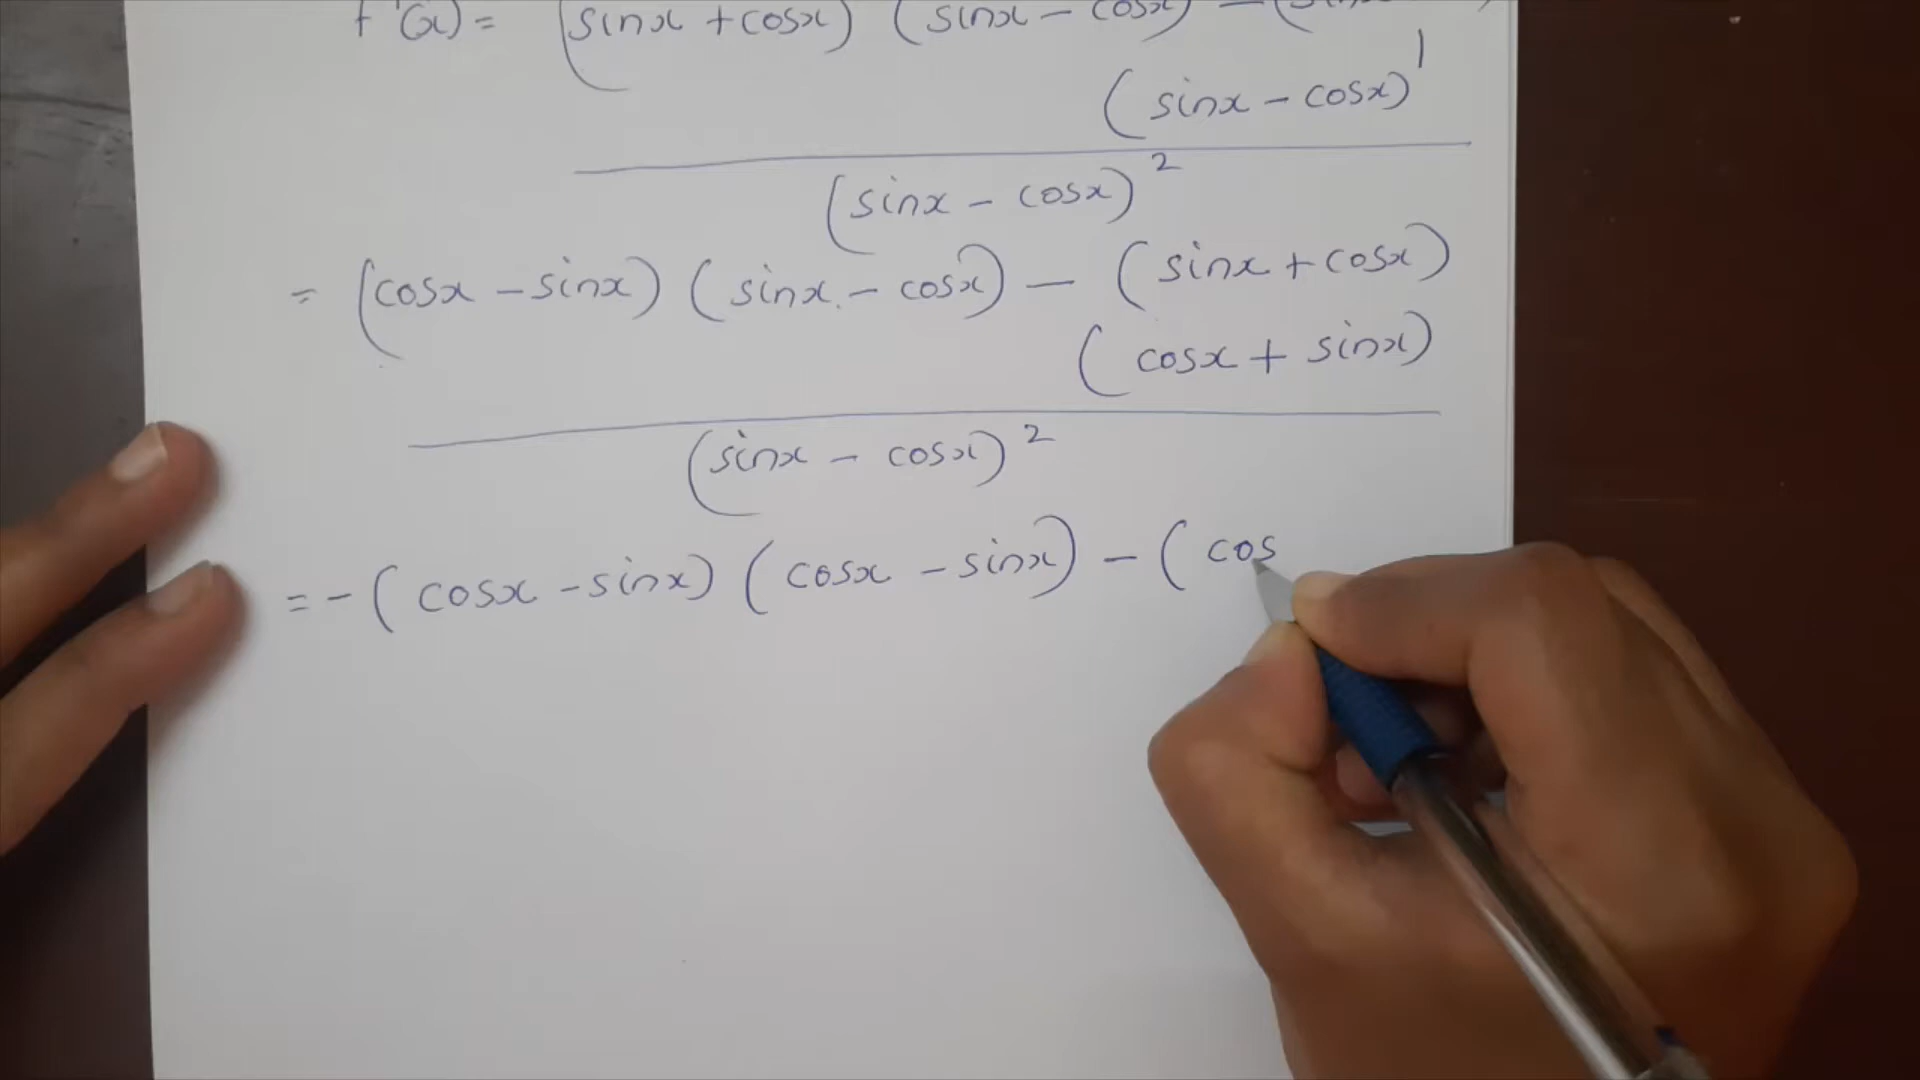 f'(x) = (sinx + cosx)' (sinx - cosx) -
(sinx - cosx)'
(sinx - cosx)²
= (cosx - sinx) (sinx - cosx) - (sinx + cosx)
(cosx + sinx)
(sinx - cosx)²
= - (cosx - sinx) (cosx - sinx) - (cos